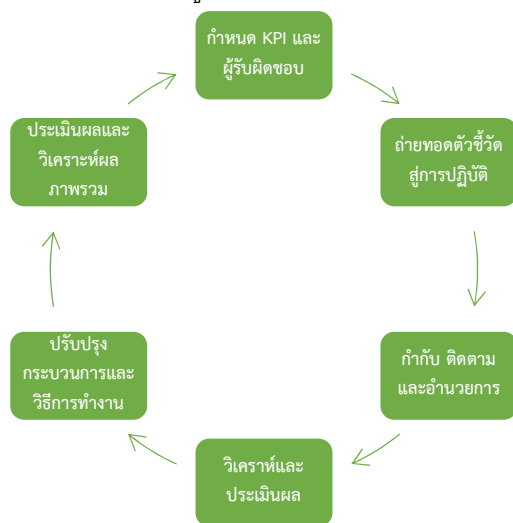 กำหนด KPI และ
ผู้รับผิดชอบ
ถ่ายทอดตัวชี้วัด
สู่การปฏิบัติ
กำกับ ติดตาม
และอำนวยการ
วิเคราห์และ
ประเมินผล
ปรับปรุง
กระบวนการและ
วิธีการทำงาน
ประเมินผลและ
วิเคราะห์ผล
ภาพรวม